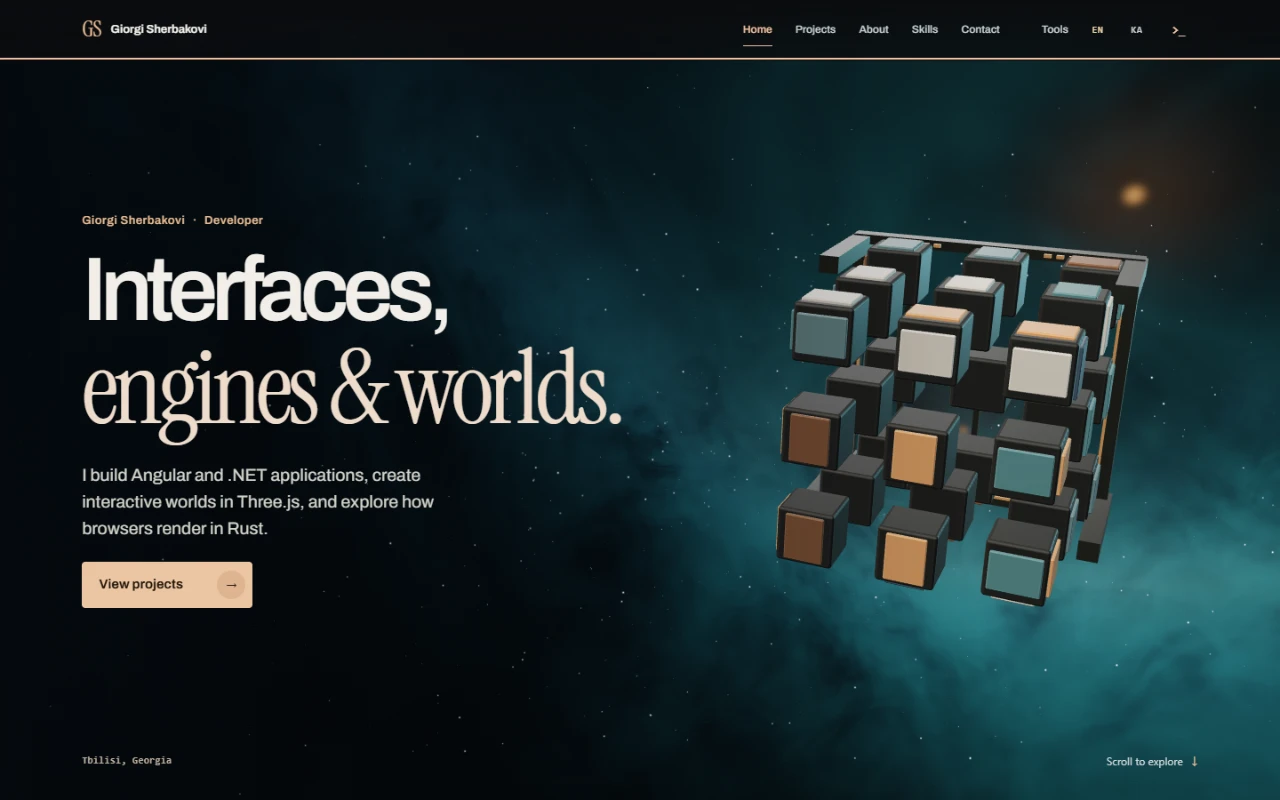 GS Giorgi Sherbakovi
Home Projects About Skills Contact Tools EN KA >_
Giorgi Sherbakovi · Developer
Interfaces,
engines & worlds.
I build Angular and .NET applications, create
interactive worlds in Three.js, and explore how
browsers render in Rust.
View projects →
Tbilisi, Georgia
Scroll to explore ↓